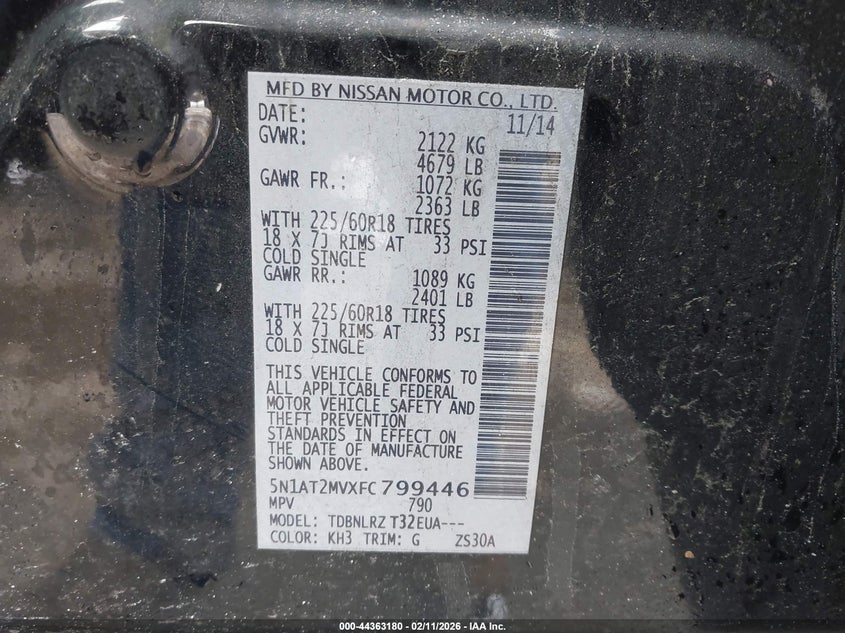 MFD BY NISSAN MOTOR CO., LTD.
DATE: 11/14
GVWR: 2122 KG
4679 LB
GAWR FR.: 1072 KG
2363 LB
WITH 225/60R18 TIRES
18 X 7J RIMS AT 33 PSI
COLD SINGLE
GAWR RR.: 1089 KG
2401 LB
WITH 225/60R18 TIRES
18 X 7J RIMS AT 33 PSI
COLD SINGLE
THIS VEHICLE CONFORMS TO
ALL APPLICABLE FEDERAL
MOTOR VEHICLE SAFETY AND
THEFT PREVENTION
STANDARDS IN EFFECT ON
THE DATE OF MANUFACTURE
SHOWN ABOVE.
5N1AT2MVXFC799446
MPV 790
MODEL: TDBNLRZ T32EUA---
COLOR: KH3 TRIM: G ZS30A
000-44363180 - 02/11/2026 - IAA Inc.